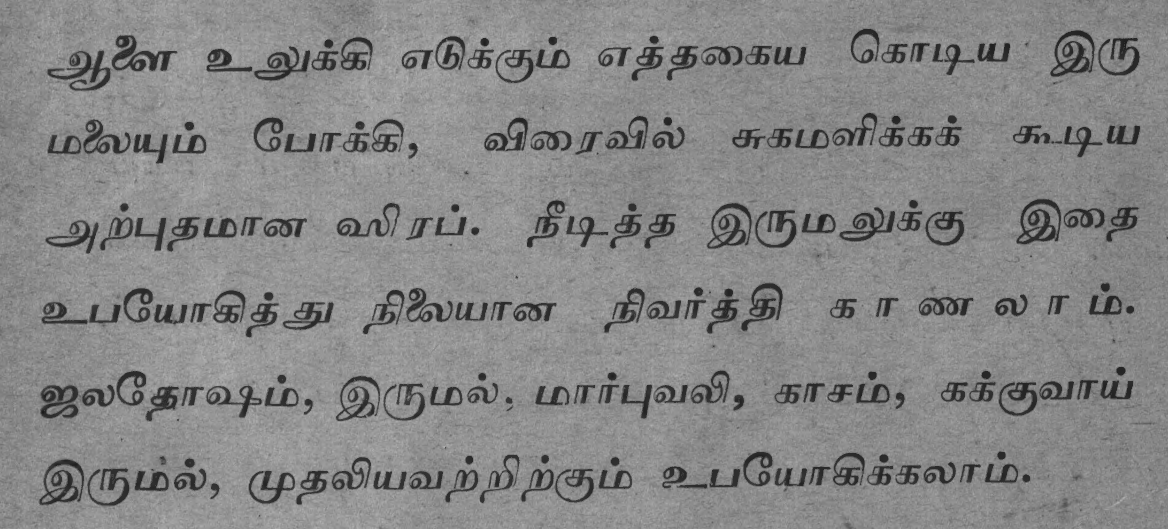 ஆளை உலுக்கி எடுக்கும் எத்தகைய கொடிய இரு
மலையும் போக்கி, விரைவில் சுகமளிக்கக் கூடிய
அற்புதமான ஸிரப். நீடித்த இருமலுக்கு இதை
உபயோகித்து நிலையான நிவர்த்தி காணலாம்.
ஜலதோஷம், இருமல், மார்புவலி, காசம், கக்குவாய்
இருமல், முதலியவற்றிற்கும் உபயோகிக்கலாம்.